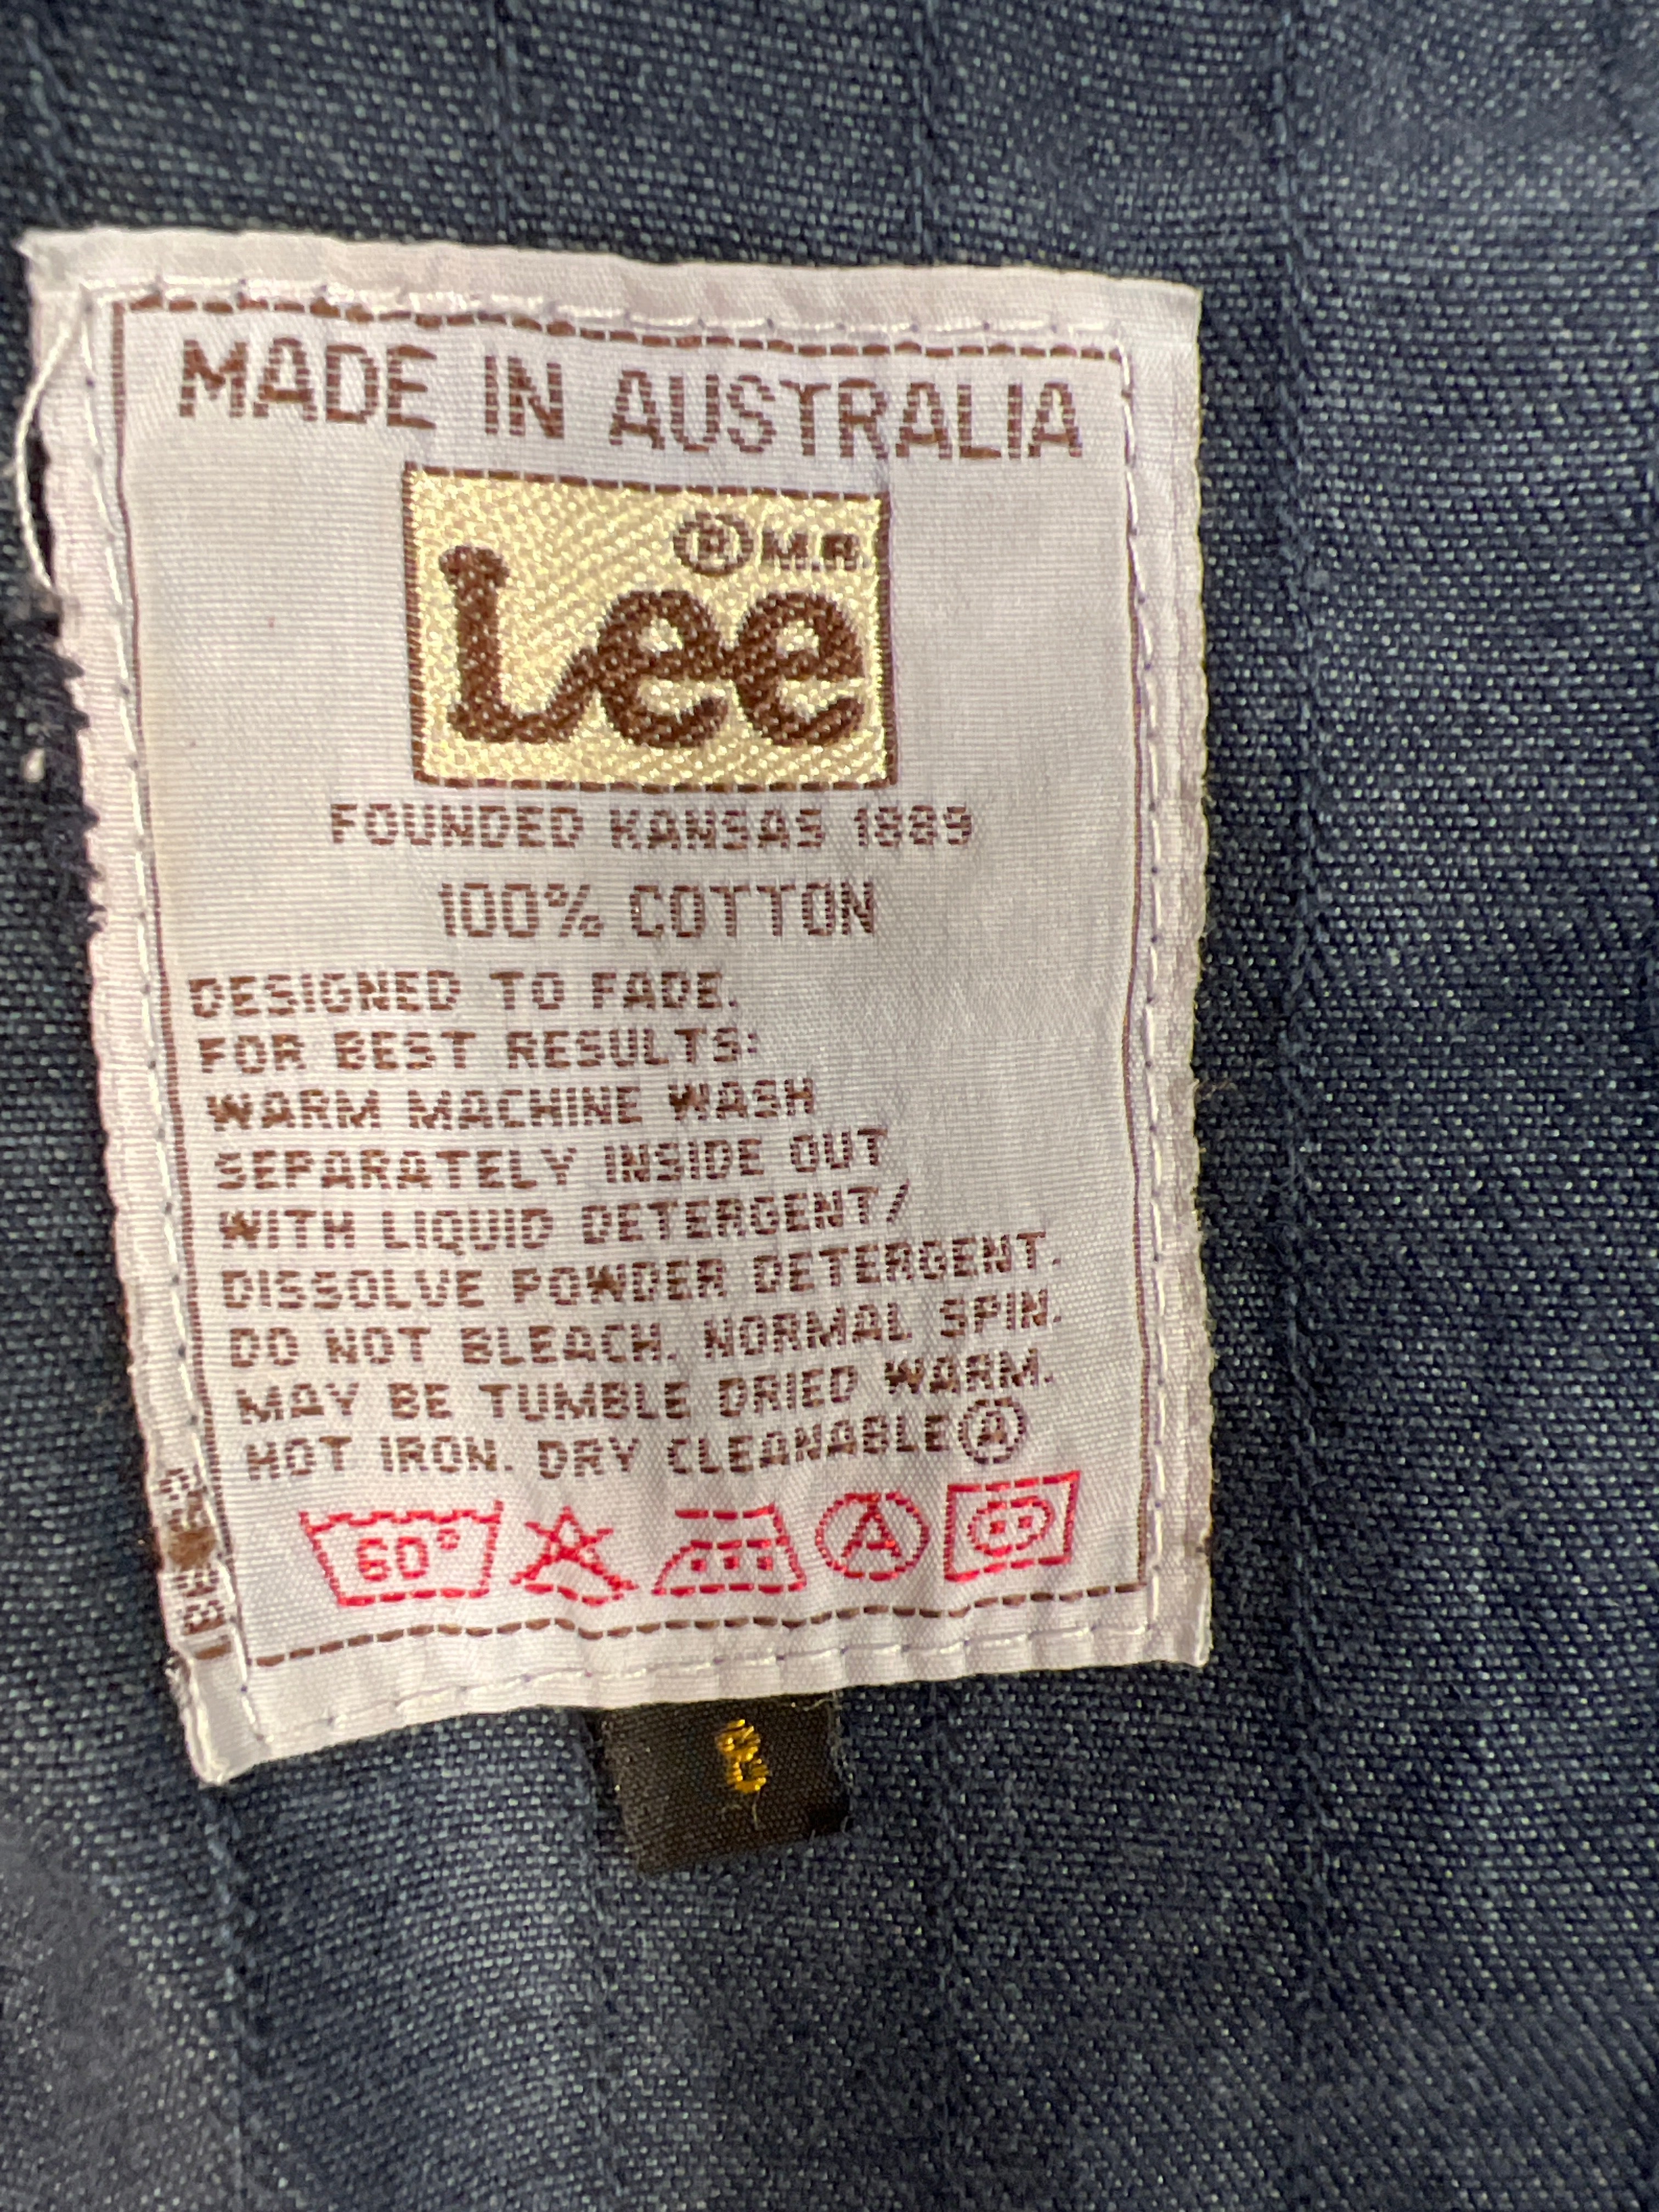 MADE IN AUSTRALIA
® M.R.
Lee
FOUNDED KANSAS 1889
100% COTTON
DESIGNED TO FADE.
FOR BEST RESULTS:
WARM MACHINE WASH
SEPARATELY INSIDE OUT
WITH LIQUID DETERGENT/
DISSOLVE POWDER DETERGENT.
DO NOT BLEACH. NORMAL SPIN.
MAY BE TUMBLE DRIED WARM.
HOT IRON. DRY CLEANABLE Ⓐ
60° Ⓐ